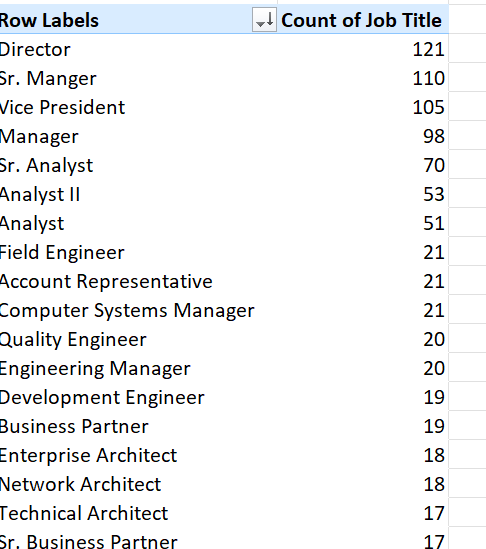 Row Labels Count of Job Title
Director 121
Sr. Manger 110
Vice President 105
Manager 98
Sr. Analyst 70
Analyst II 53
Analyst 51
Field Engineer 21
Account Representative 21
Computer Systems Manager 21
Quality Engineer 20
Engineering Manager 20
Development Engineer 19
Business Partner 19
Enterprise Architect 18
Network Architect 18
Technical Architect 17
Sr. Business Partner 17